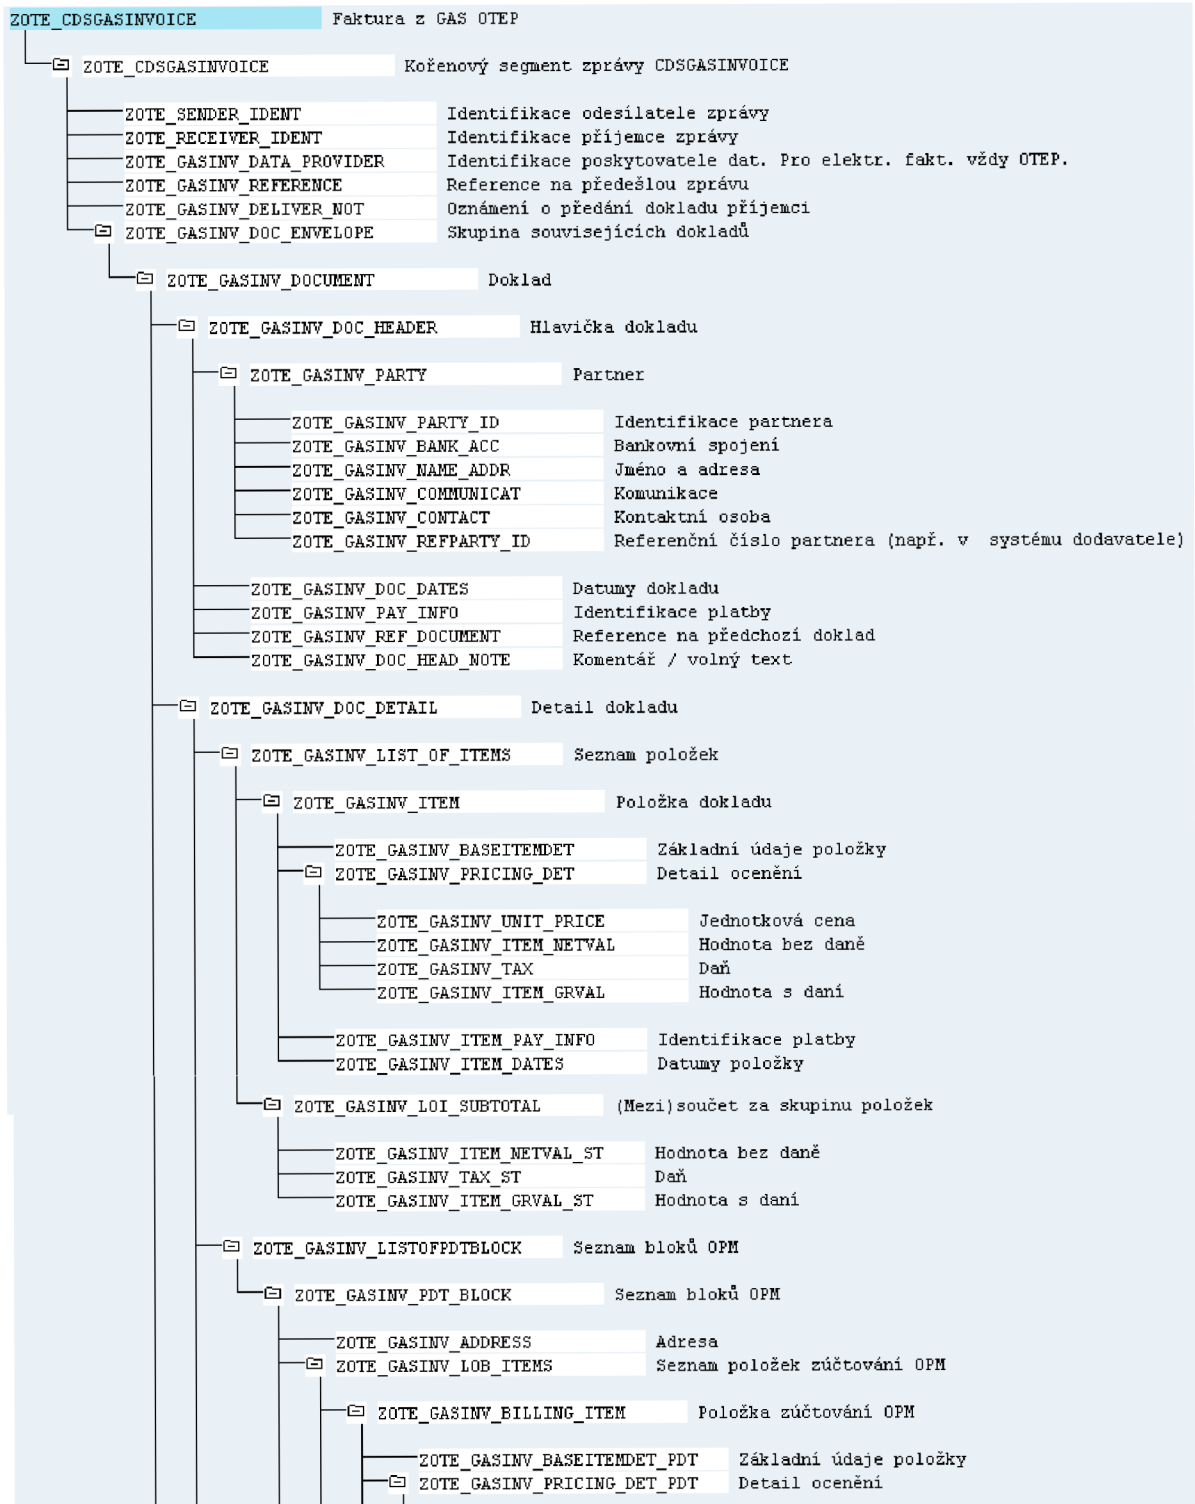 ZOTE_CDSGASINVOICE Faktura z GAS OTEP
ZOTE_CDSGASINVOICE Kořenový segment zprávy CDSGASINVOICE
ZOTE_SENDER_IDENT Identifikace odesílatele zprávy
ZOTE_RECEIVER_IDENT Identifikace příjemce zprávy
ZOTE_GASINV_DATA_PROVIDER Identifikace poskytovatele dat. Pro elektr. fakt. vždy OTEP.
ZOTE_GASINV_REFERENCE Reference na předešlou zprávu
ZOTE_GASINV_DELIVER_NOT Oznámení o předání dokladu příjemci
ZOTE_GASINV_DOC_ENVELOPE Skupina souvisejících dokladů
ZOTE_GASINV_DOCUMENT Doklad
ZOTE_GASINV_DOC_HEADER Hlavička dokladu
ZOTE_GASINV_PARTY Partner
ZOTE_GASINV_PARTY_ID Identifikace partnera
ZOTE_GASINV_BANK_ACC Bankovní spojení
ZOTE_GASINV_NAME_ADDR Jméno a adresa
ZOTE_GASINV_COMMUNICAT Komunikace
ZOTE_GASINV_CONTACT Kontaktní osoba
ZOTE_GASINV_REFPARTY_ID Referenční číslo partnera (např. v systému dodavatele)
ZOTE_GASINV_DOC_DATES Datumy dokladu
ZOTE_GASINV_PAY_INFO Identifikace platby
ZOTE_GASINV_REF_DOCUMENT Reference na předchozí doklad
ZOTE_GASINV_DOC_HEAD_NOTE Komentář / volný text
ZOTE_GASINV_DOC_DETAIL Detail dokladu
ZOTE_GASINV_LIST_OF_ITEMS Seznam položek
ZOTE_GASINV_ITEM Položka dokladu
ZOTE_GASINV_BASEITEMDET Základní údaje položky
ZOTE_GASINV_PRICING_DET Detail ocenění
ZOTE_GASINV_UNIT_PRICE Jednotková cena
ZOTE_GASINV_ITEM_NETVAL Hodnota bez daně
ZOTE_GASINV_TAX Daň
ZOTE_GASINV_ITEM_GRVAL Hodnota s daní
ZOTE_GASINV_ITEM_PAY_INFO Identifikace platby
ZOTE_GASINV_ITEM_DATES Datumy položky
ZOTE_GASINV_LOI_SUBTOTAL (Mezi)součet za skupinu položek
ZOTE_GASINV_ITEM_NETVAL_ST Hodnota bez daně
ZOTE_GASINV_TAX_ST Daň
ZOTE_GASINV_ITEM_GRVAL_ST Hodnota s daní
ZOTE_GASINV_LISTOFPDTBLOCK Seznam bloků OPM
ZOTE_GASINV_PDT_BLOCK Seznam bloků OPM
ZOTE_GASINV_ADDRESS Adresa
ZOTE_GASINV_LOB_ITEMS Seznam položek zúčtování OPM
ZOTE_GASINV_BILLING_ITEM Položka zúčtování OPM
ZOTE_GASINV_BASEITEMDET_PDT Základní údaje položky
ZOTE_GASINV_PRICING_DET_PDT Detail ocenění